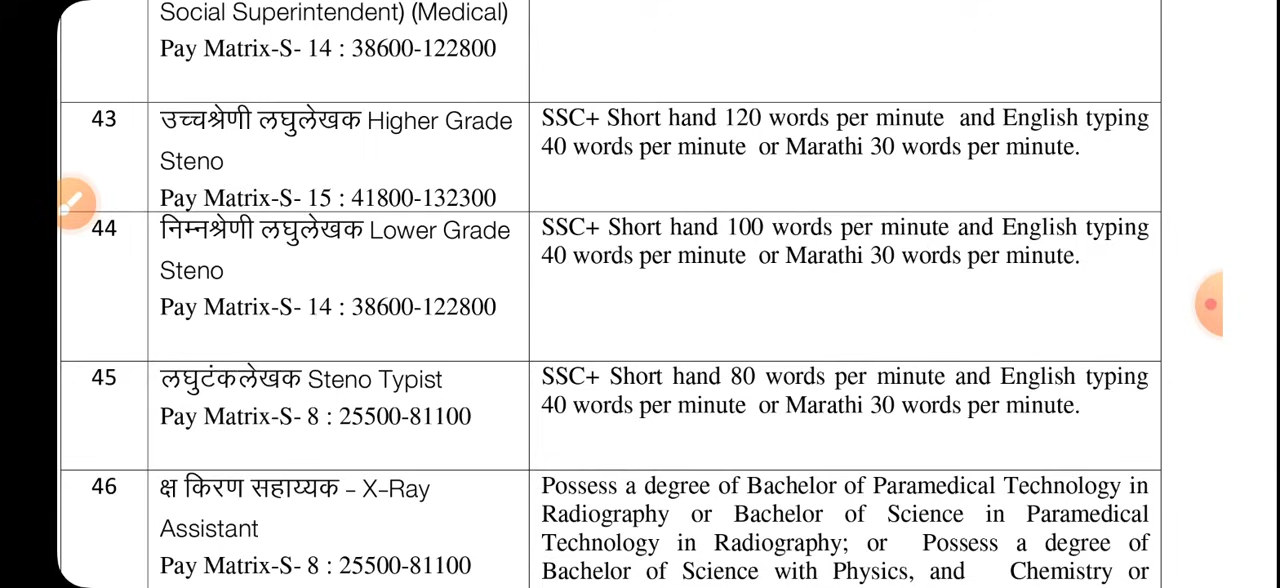 Social Superintendent) (Medical)
Pay Matrix-S- 14 : 38600-122800
43
उच्चश्रेणी लघुलेखक Higher Grade
Steno
Pay Matrix-S- 15 : 41800-132300
SSC+ Short hand 120 words per minute and English typing
40 words per minute or Marathi 30 words per minute.
44
निम्नश्रेणी लघुलेखक Lower Grade
Steno
Pay Matrix-S- 14 : 38600-122800
SSC+ Short hand 100 words per minute and English typing
40 words per minute or Marathi 30 words per minute.
45
लघुटंकलेखक Steno Typist
Pay Matrix-S- 8 : 25500-81100
SSC+ Short hand 80 words per minute and English typing
40 words per minute or Marathi 30 words per minute.
46
क्ष किरण सहाय्यक - X-Ray
Assistant
Pay Matrix-S- 8 : 25500-81100
Possess a degree of Bachelor of Paramedical Technology in
Radiography or Bachelor of Science in Paramedical
Technology in Radiography; or Possess a degree of
Bachelor of Science with Physics, and Chemistry or